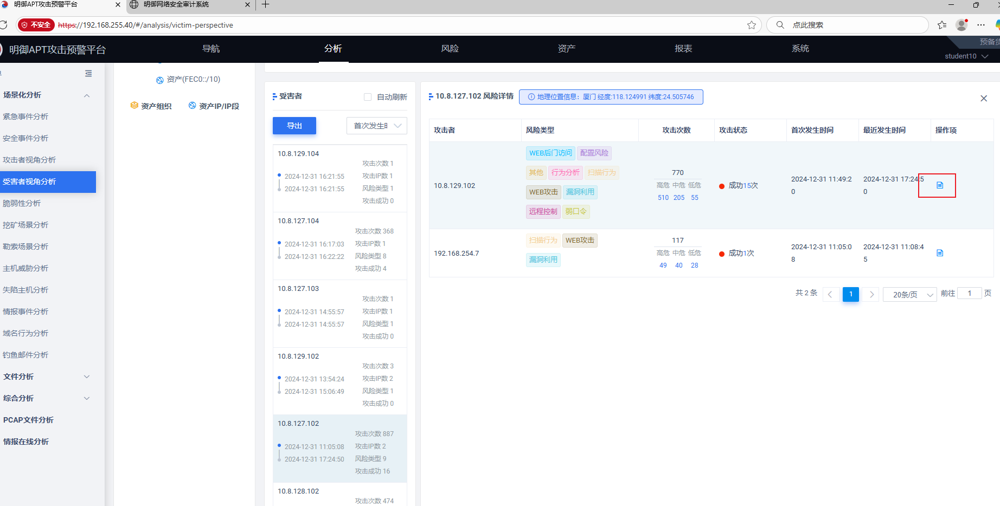 明御APT攻击预警平台
明御网络安全审计系统
不安全
https://192.168.255.40/#/analysis/victim-perspective
点此搜索
明御APT攻击预警平台
导航
分析
风险
资产
报表
系统
student10
场景化分析
紧急事件分析
安全事件分析
攻击者视角分析
受害者视角分析
脆弱性分析
挖矿场景分析
勒索场景分析
主机威胁分析
失陷主机分析
情报事件分析
域名行为分析
钓鱼邮件分析
文件分析
综合分析
PCAP文件分析
情报在线分析
资产(FEC0::/10)
资产组织
资产IP/IP段
受害者
自动刷新
导出
首次发生
10.8.129.104
攻击次数 1
2024-12-31 16:21:55
攻击IP数 1
2024-12-31 16:21:55
风险类型 1
攻击成功 0
10.8.127.104
攻击次数 368
2024-12-31 16:17:03
攻击IP数 1
2024-12-31 16:22:22
风险类型 8
攻击成功 4
10.8.127.103
攻击次数 1
2024-12-31 14:55:57
攻击IP数 1
2024-12-31 14:55:57
风险类型 1
攻击成功 0
10.8.129.102
攻击次数 3
2024-12-31 13:54:24
攻击IP数 2
2024-12-31 15:06:49
风险类型 1
攻击成功 0
10.8.127.102
攻击次数 887
2024-12-31 11:05:08
攻击IP数 2
2024-12-31 17:24:50
风险类型 9
攻击成功 16
10.8.128.102
攻击次数 474
10.8.127.102 风险详情
地理位置信息：厦门 经度:118.124991 纬度:24.505746
攻击者 风险类型 攻击次数 攻击状态 首次发生时间 最近发生时间 操作项
10.8.129.102
WEB后门访问 配置风险
其他 行为分析 扫描行为
WEB攻击 漏洞利用
远程控制 弱口令
770
高危 中危 低危
510 205 55
成功15次
2024-12-31 11:49:2
0
2024-12-31 17:24:5
0
192.168.254.7
扫描行为 WEB攻击
漏洞利用
117
高危 中危 低危
49 40 28
成功1次
2024-12-31 11:05:0
8
2024-12-31 11:08:4
5
共 2 条
1
20条/页
前往 1 页